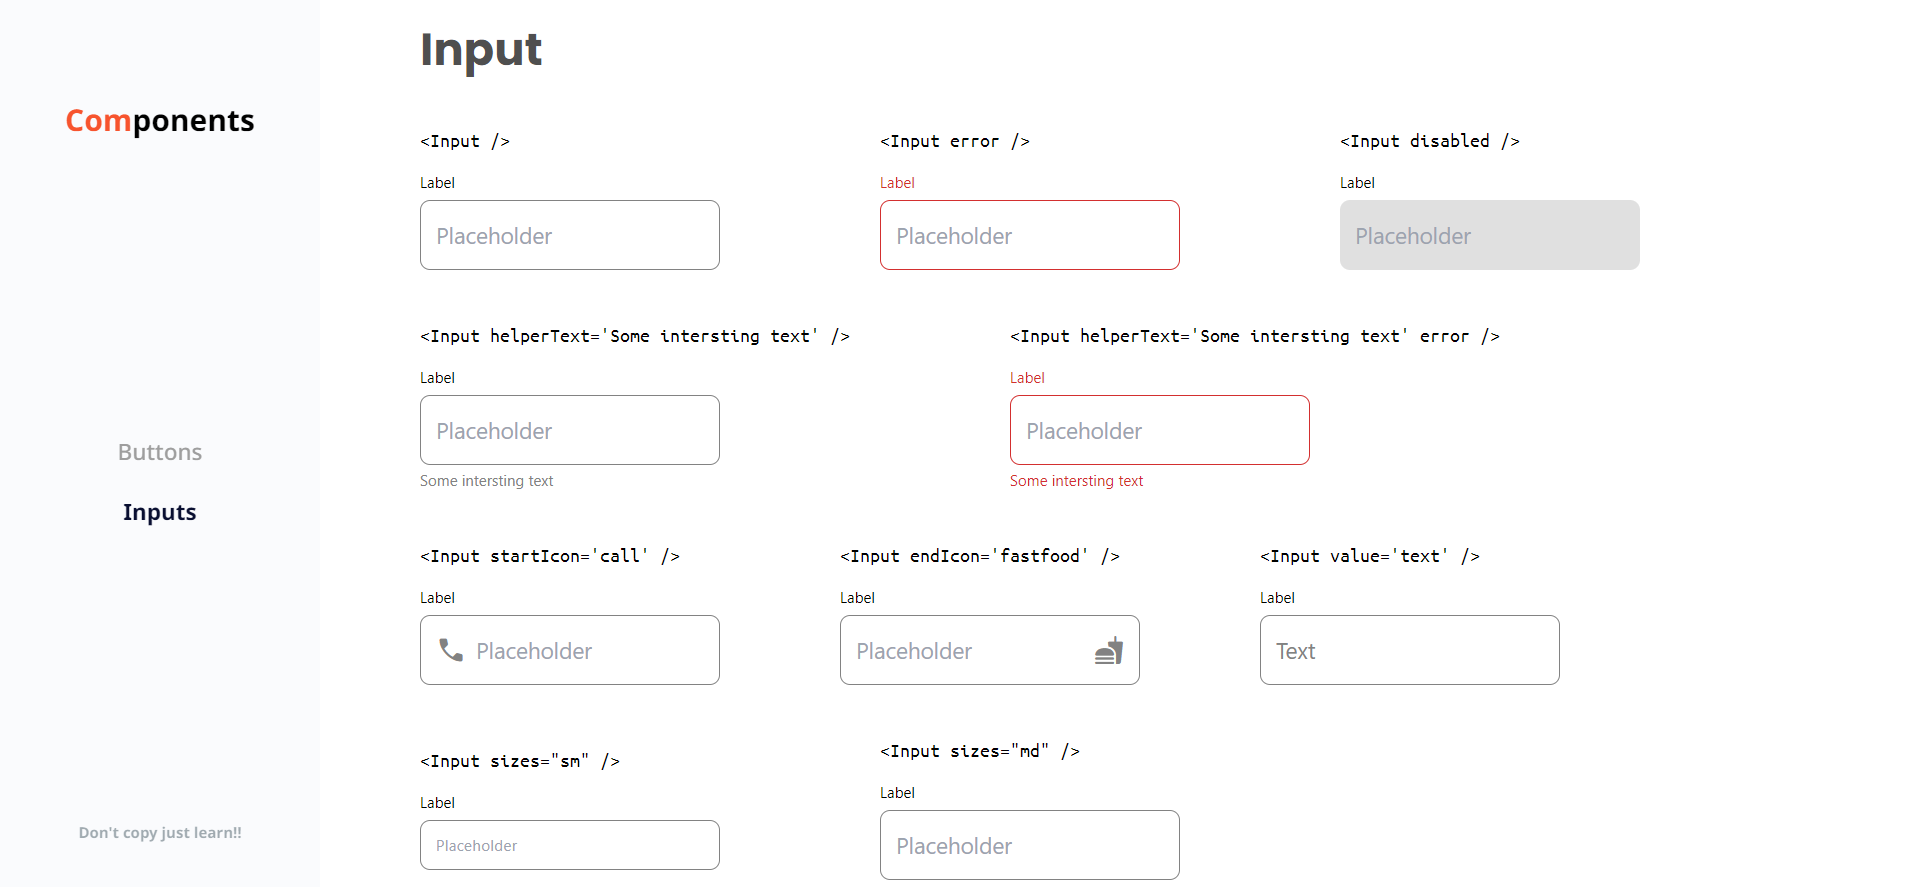 Components
Buttons
Inputs
Don't copy just learn!!
Input
<Input />
Label
Placeholder
<Input error />
Label
Placeholder
<Input disabled />
Label
Placeholder
<Input helperText='Some intersting text' />
Label
Placeholder
Some intersting text
<Input helperText='Some intersting text' error />
Label
Placeholder
Some intersting text
<Input startIcon='call' />
Label
Placeholder
<Input endIcon='fastfood' />
Label
Placeholder
<Input value='text' />
Label
Text
<Input sizes="sm" />
Label
Placeholder
<Input sizes="md" />
Label
Placeholder